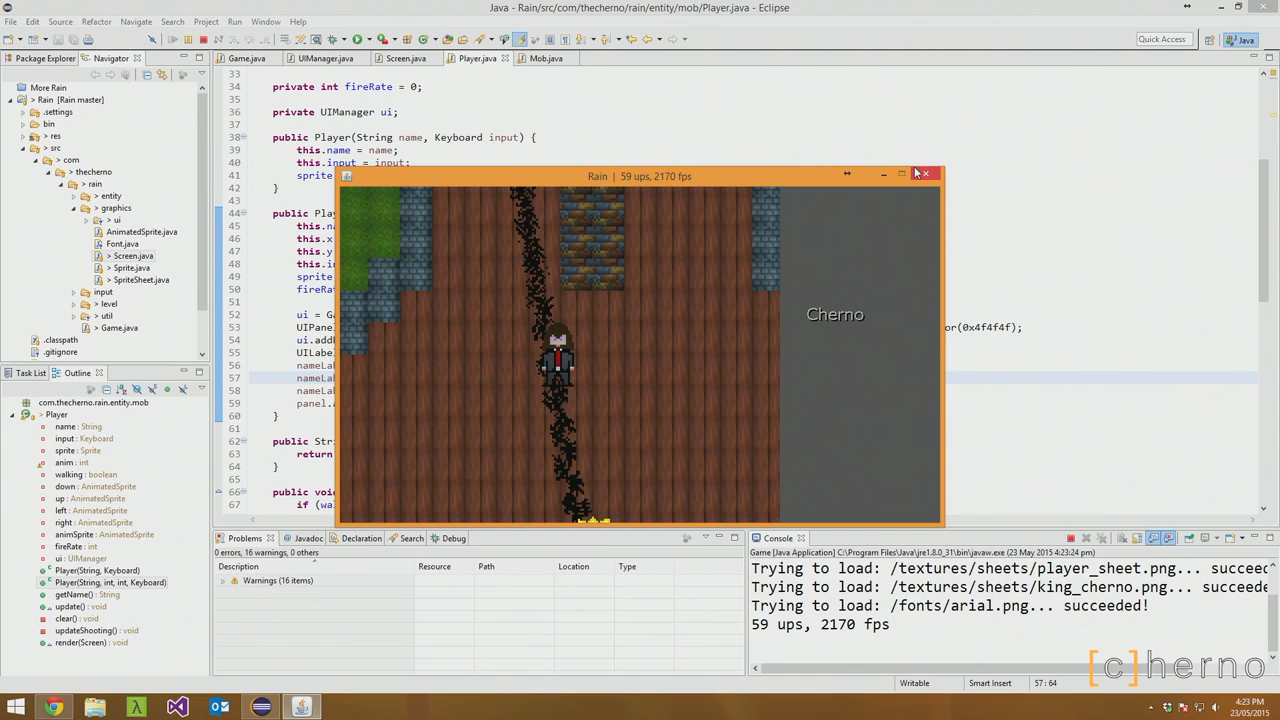 Java - Rain/src/com/thecherno/rain/entity/mob/Player.java - Eclipse
File Edit Source Refactor Navigate Search Project Run Window Help
Quick Access
Java
Package Explorer
Navigator
Game.java
UIManager.java
Screen.java
Player.java
Mob.java
More Rain
> Rain [Rain master]
.settings
bin
> res
> src
> com
> thecherno
> rain
> entity
> graphics
> ui
AnimatedSprite.java
Font.java
> Screen.java
> Sprite.java
> SpriteSheet.java
input
> level
> util
> Game.java
.classpath
.gitignore
33
34 private int fireRate = 0;
35
36 private UIManager ui;
37
38 public Player(String name, Keyboard input) {
39 this.name = name;
40 this.input = input;
41 sprite
42 }
43
44 public Pla
45 this.n
46 this.x
47 this.y
48 this.i
49 sprite
50 fireRa
51
52 ui = Ga
53 UIPane or(0x4f4f4f);
54 ui.add
55 UILabe
56 nameLa
57 nameLa
58 nameLa
59 panel.
60 }
61
62 public Str
63 return
64 }
65
66 public voi
67 if (wa
Rain | 59 ups, 2170 fps
Cherno
Task List
Outline
com.thecherno.rain.entity.mob
> Player
name : String
input : Keyboard
sprite : Sprite
anim : int
walking : boolean
down : AnimatedSprite
up : AnimatedSprite
left : AnimatedSprite
right : AnimatedSprite
animSprite : AnimatedSprite
fireRate : int
ui : UIManager
Player(String, Keyboard)
Player(String, int, int, Keyboard)
getName() : String
update() : void
clear() : void
updateShooting() : void
render(Screen) : void
Problems
Javadoc
Declaration
Search
Debug
0 errors, 16 warnings, 0 others
Description Resource Path Location Type
Warnings (16 items)
Console
Game [Java Application] C:\Program Files\Java\jre1.8.0_31\bin\javaw.exe (23 May 2015 4:23:24 pm)
Trying to load: /textures/sheets/player_sheet.png... succeed
Trying to load: /textures/sheets/king_cherno.png... succeede
Trying to load: /fonts/arial.png... succeeded!
59 ups, 2170 fps
[c]herno
Writable
Smart Insert
57 : 64
4:23 PM
23/05/2015